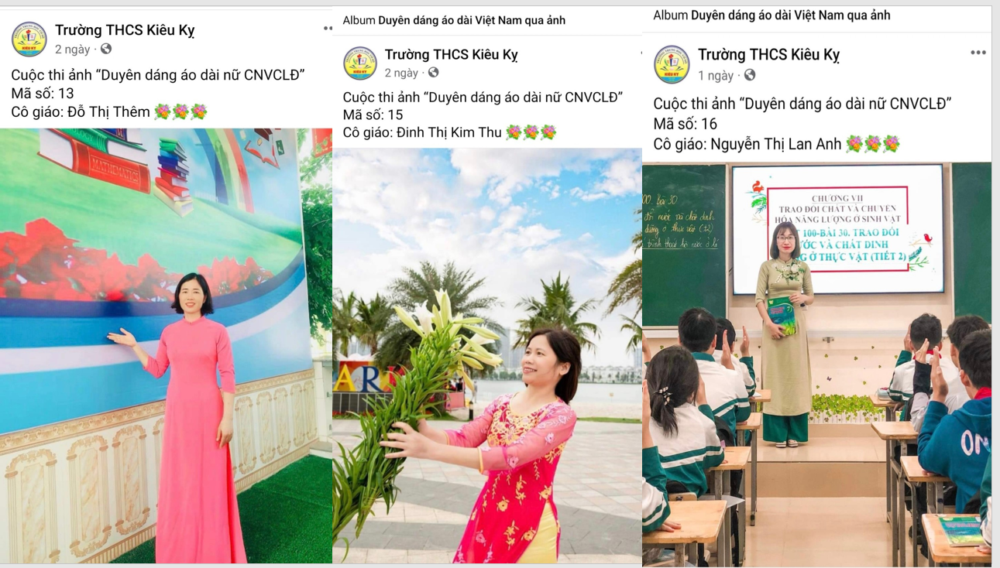 Trường THCS Kiêu Kỵ
2 ngày
Cuộc thi ảnh “Duyên dáng áo dài nữ CNVCLĐ”
Mã số: 13
Cô giáo: Đỗ Thị Thêm
MATHEMATICS
Album Duyên dáng áo dài Việt Nam qua ảnh
Trường THCS Kiêu Kỵ
2 ngày
Cuộc thi ảnh “Duyên dáng áo dài nữ CNVCLĐ”
Mã số: 15
Cô giáo: Đinh Thị Kim Thu
Album Duyên dáng áo dài Việt Nam qua ảnh
Trường THCS Kiêu Kỵ
1 ngày
Cuộc thi ảnh “Duyên dáng áo dài nữ CNVCLĐ”
Mã số: 16
Cô giáo: Nguyễn Thị Lan Anh
CHƯƠNG VII
TRAO ĐỔI CHẤT VÀ CHUYỂN
HÓA NĂNG LƯỢNG Ở SINH VẬT
100-BÀI 30. TRAO ĐỔI
VÀ CHẤT DINH
Ở THỰC VẬT (TIẾT 2)